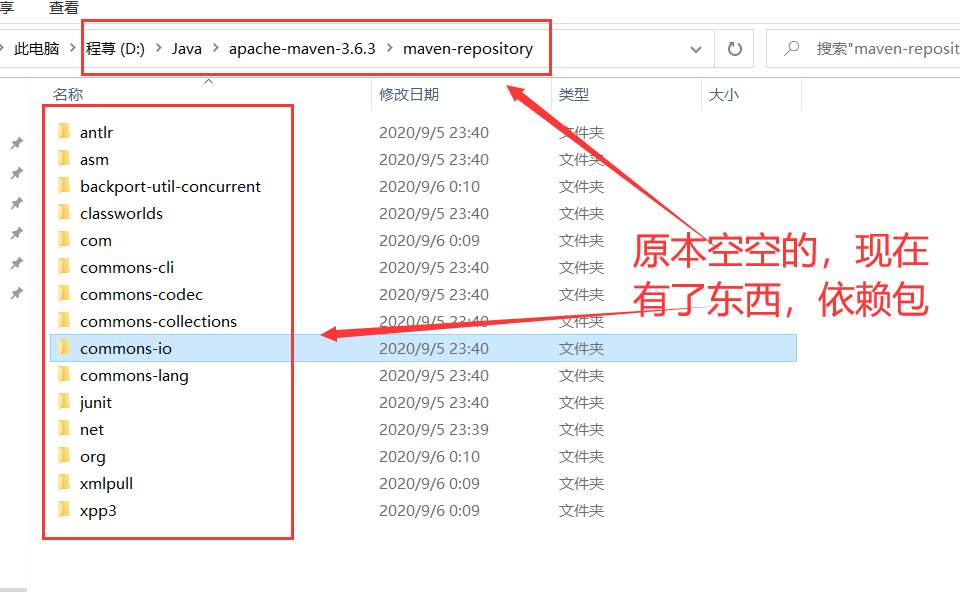 享 查看
此电脑 > 程荨 (D:) > Java > apache-maven-3.6.3 > maven-repository 搜索"maven-reposit
名称 修改日期 类型 大小
antlr 2020/9/5 23:40 文件夹
asm 2020/9/5 23:40 文件夹
backport-util-concurrent 2020/9/6 0:10 文件夹
classworlds 2020/9/5 23:40 文件夹
com 2020/9/6 0:09 文件夹
commons-cli 2020/9/5 23:40 文件夹
commons-codec 2020/9/5 23:40 文件夹
commons-collections 2020/9/5 23:40 文件夹
commons-io 2020/9/5 23:40 文件夹
commons-lang 2020/9/5 23:40 文件夹
junit 2020/9/5 23:40 文件夹
net 2020/9/5 23:39 文件夹
org 2020/9/6 0:10 文件夹
xmlpull 2020/9/6 0:09 文件夹
xpp3 2020/9/6 0:09 文件夹
原本空空的，现在
有了东西，依赖包